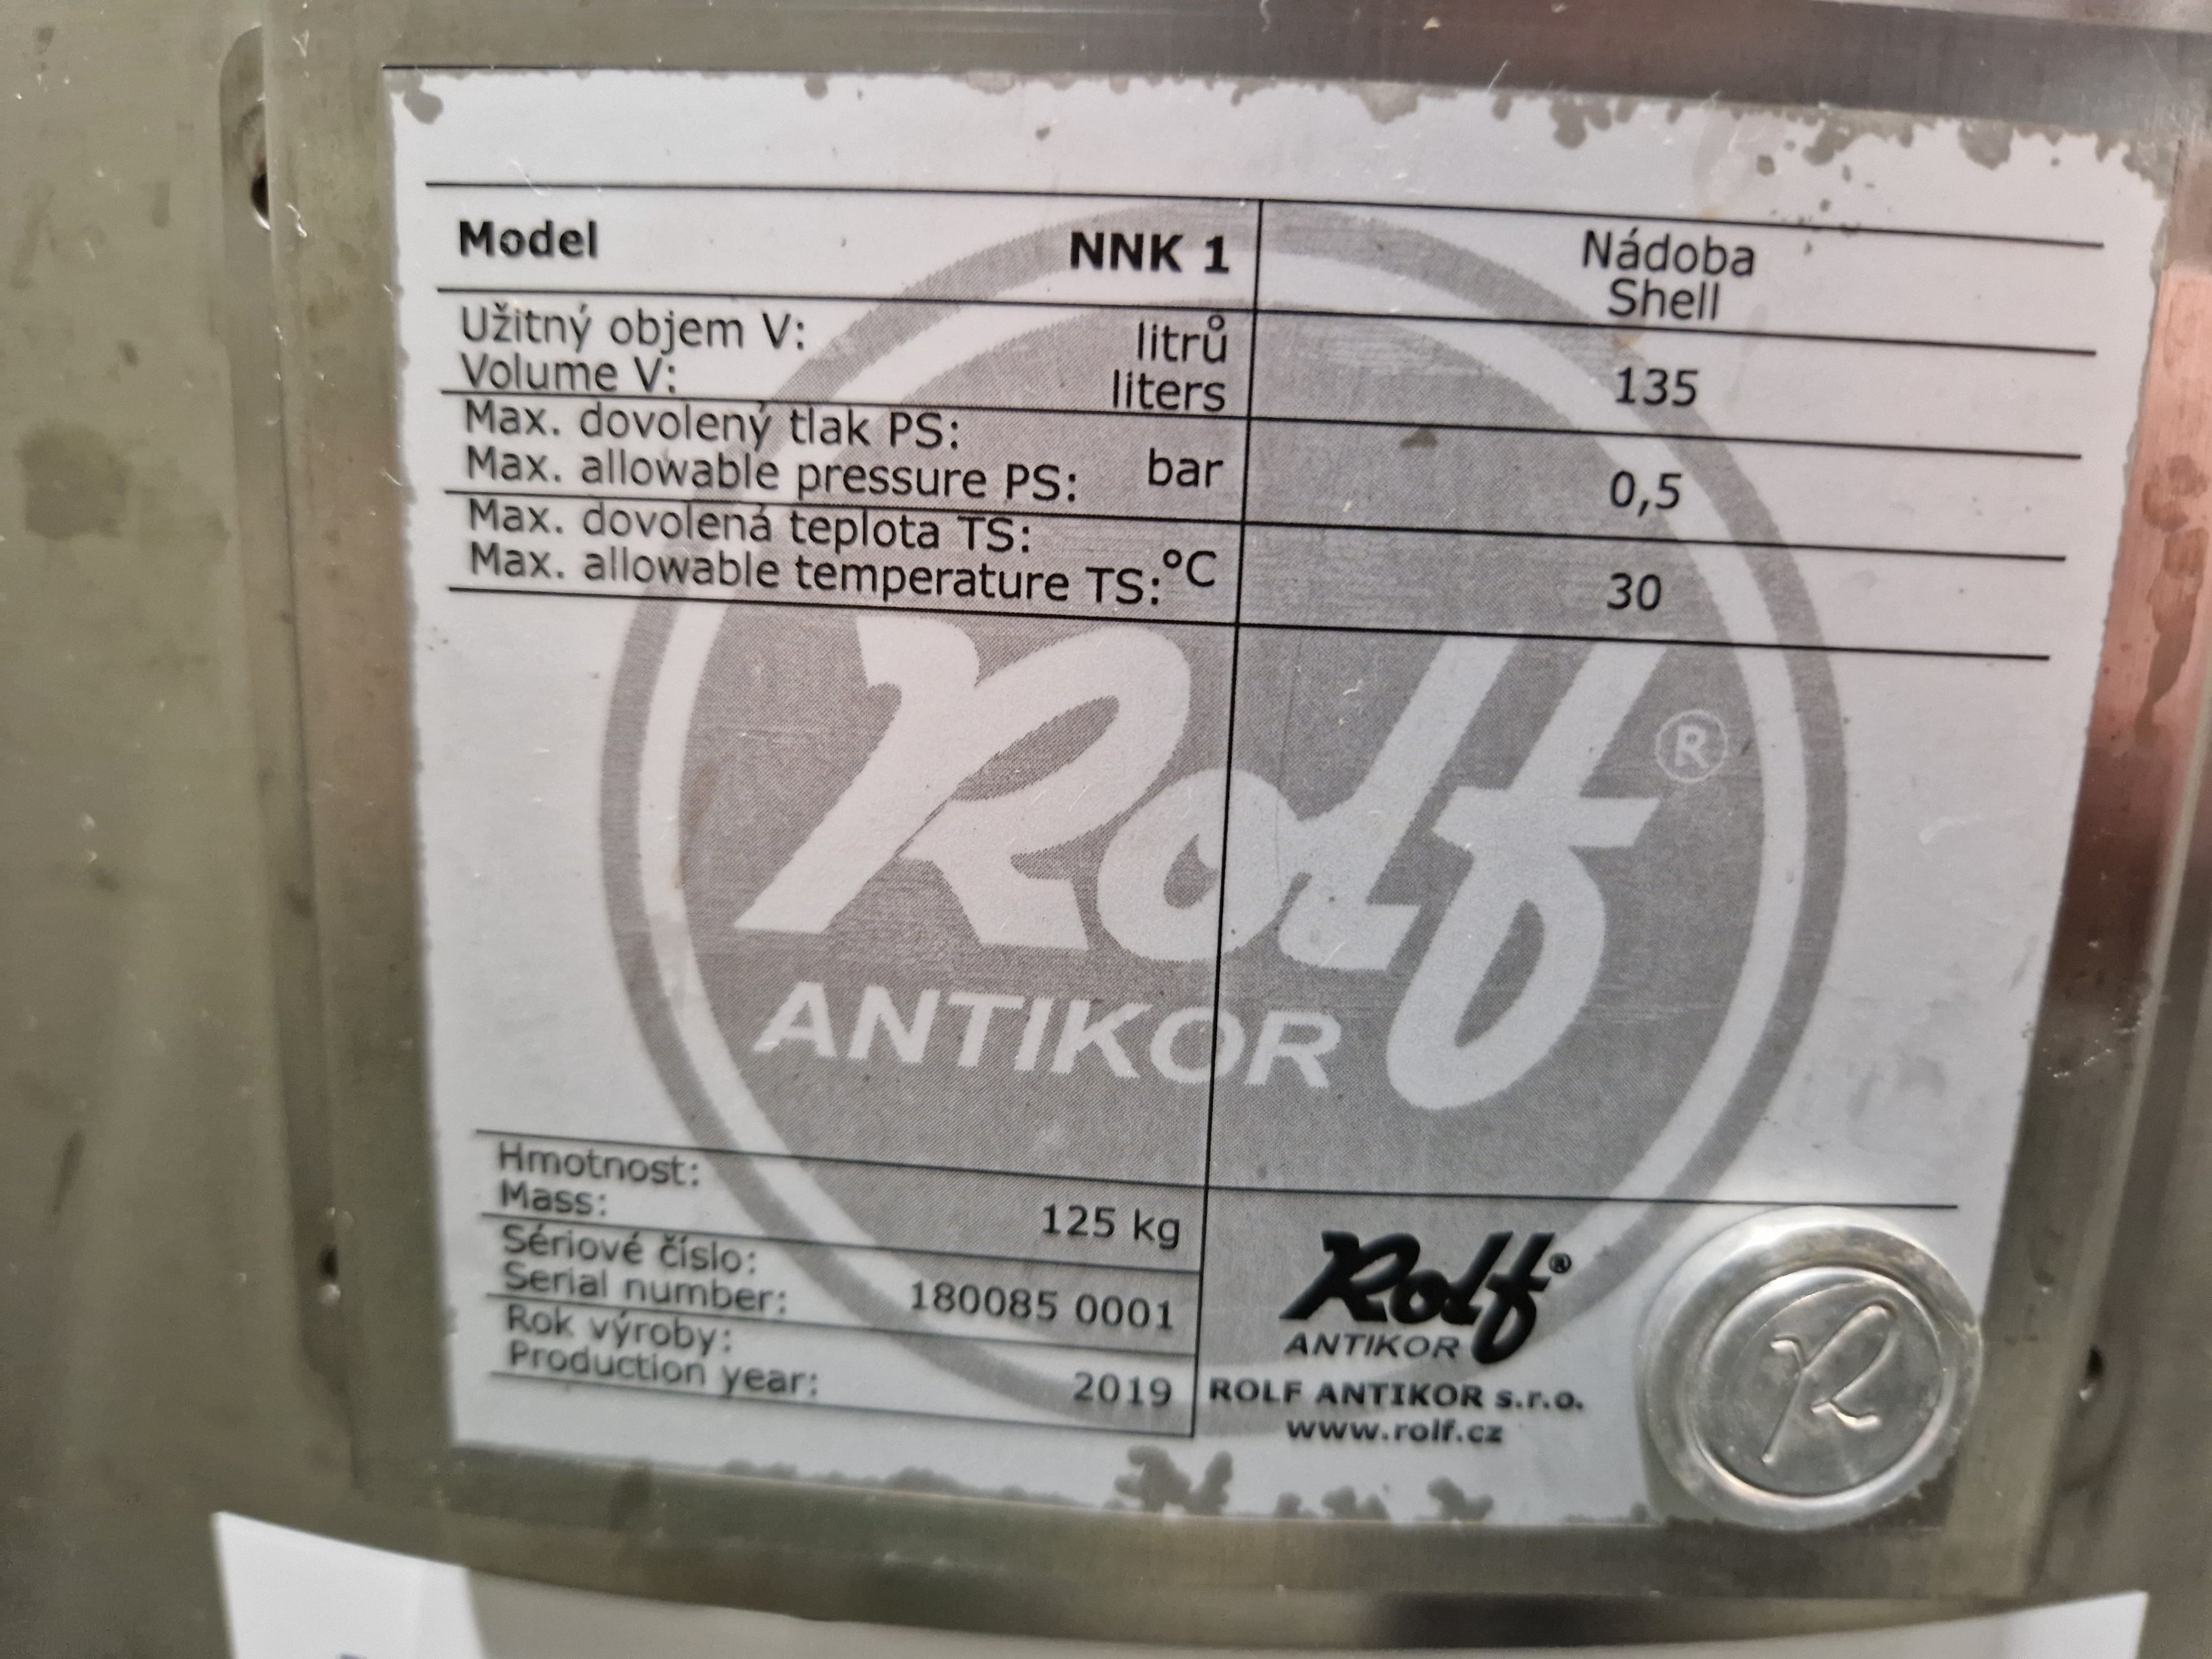 Model NNK 1 Nádoba
Shell
Užitný objem V: litrů
Volume V: liters 135
Max. dovolený tlak PS:
Max. allowable pressure PS: bar 0,5
Max. dovolená teplota TS:
Max. allowable temperature TS: °C 30
Rolf ®
ANTIKOR
Hmotnost:
Mass: 125 kg
Sériové číslo:
Serial number: 180085 0001
Rok výroby:
Production year: 2019
Rolf®
ANTIKOR
ROLF ANTIKOR s.r.o.
www.rolf.cz
R